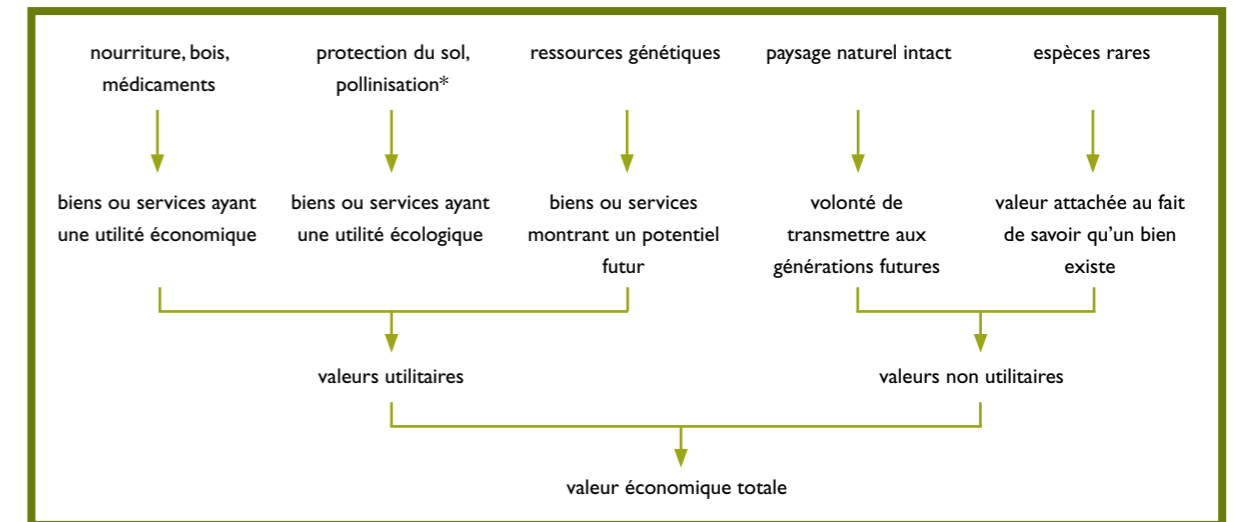 nourriture, bois,
médicaments
protection du sol,
pollinisation*
ressources génétiques
paysage naturel intact
espèces rares
biens ou services ayant
une utilité économique
biens ou services ayant
une utilité écologique
biens ou services
montrant un potentiel
futur
volonté de
transmettre aux
générations futures
valeur attachée au fait
de savoir qu'un bien
existe
valeurs utilitaires
valeurs non utilitaires
valeur économique totale